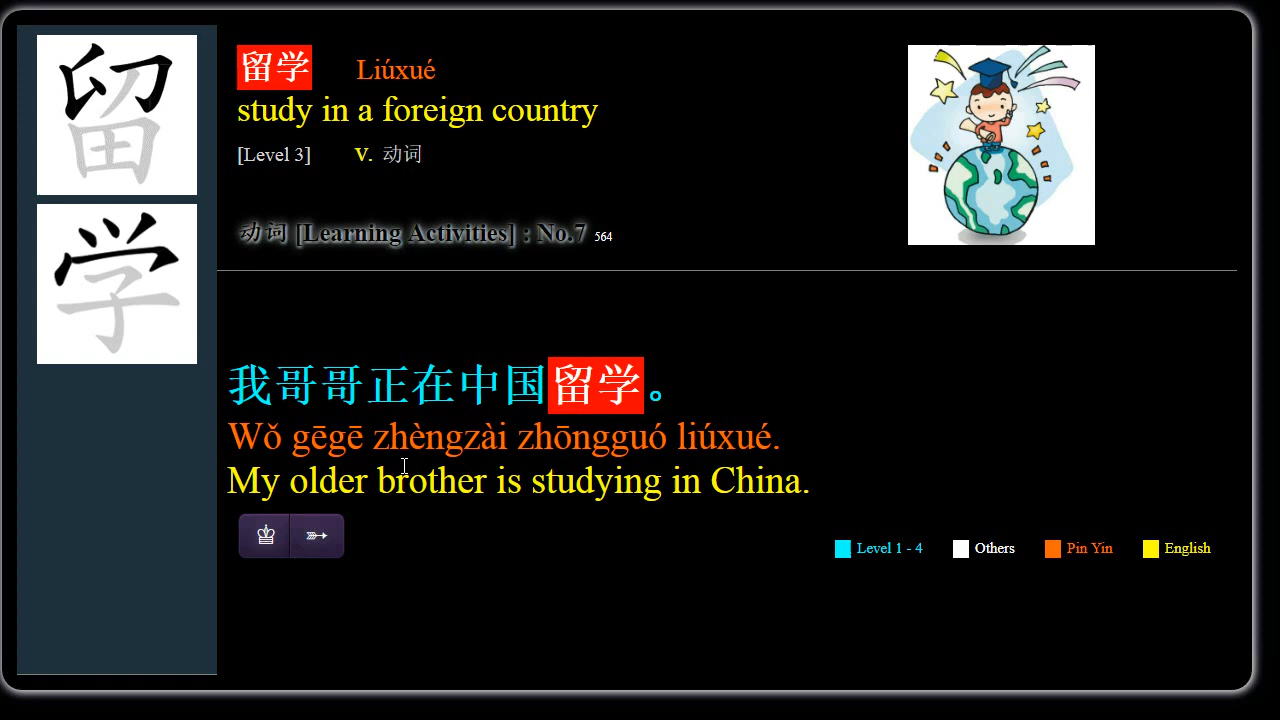 留
学
留学 Liúxué
study in a foreign country
[Level 3] V. 动词
动词 [Learning Activities] : No.7 564
我哥哥正在中国留学。
Wǒ gēgē zhèngzài zhōngguó liúxué.
My older brother is studying in China.
Level 1 - 4 Others Pin Yin English